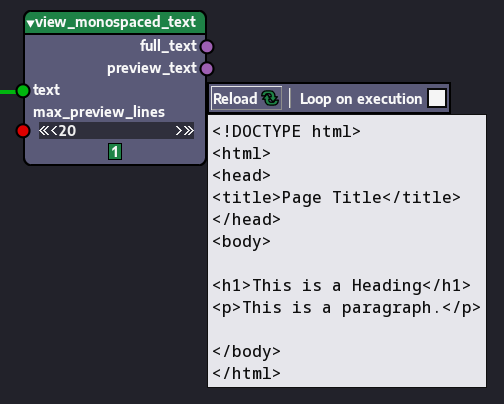 view_monospaced_text
full_text
preview_text
text
max_preview_lines
20
1
Reload | Loop on execution
<!DOCTYPE html>
<html>
<head>
<title>Page Title</title>
</head>
<body>
<h1>This is a Heading</h1>
<p>This is a paragraph.</p>
</body>
</html>